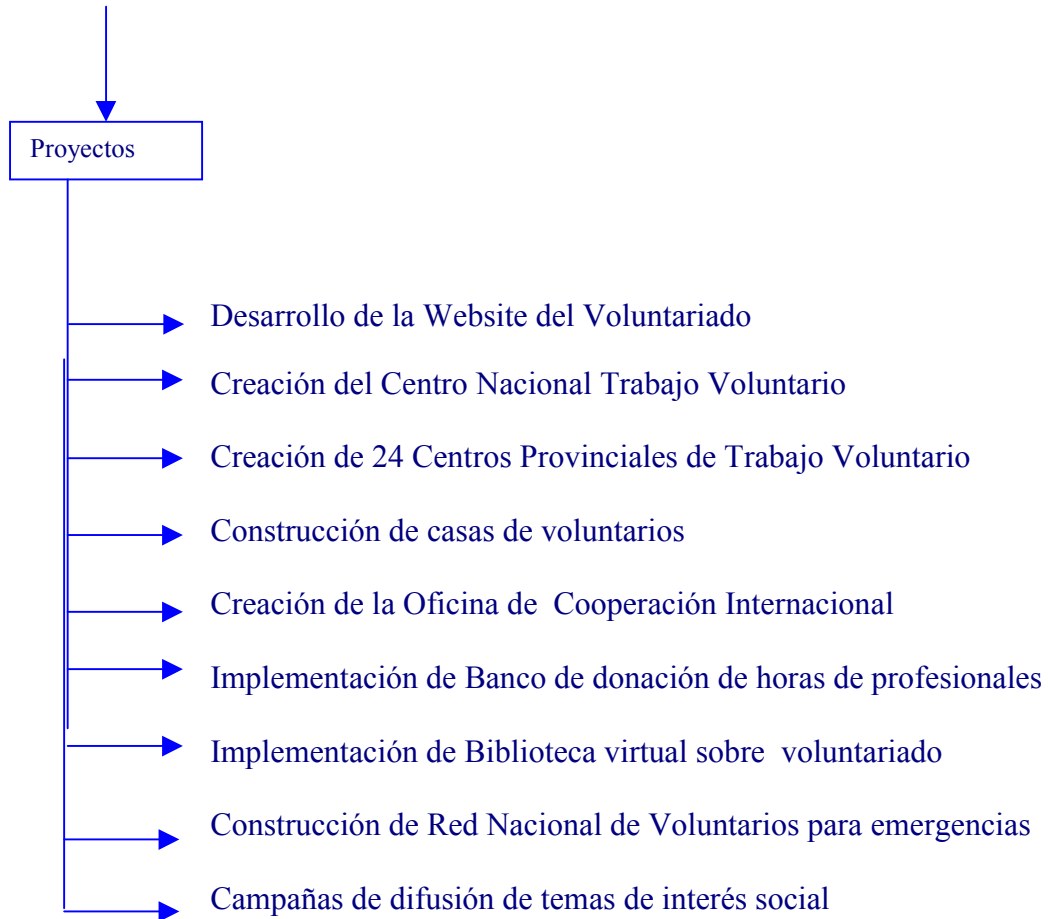 Proyectos
Desarrollo de la Website del Voluntariado
Creación del Centro Nacional Trabajo Voluntario
Creación de 24 Centros Provinciales de Trabajo Voluntario
Construcción de casas de voluntarios
Creación de la Oficina de  Cooperación Internacional
Implementación de Banco de donación de horas de profesionales
Implementación de Biblioteca virtual sobre  voluntariado
Construcción de Red Nacional de Voluntarios para emergencias
Campañas de difusión de temas de interés social